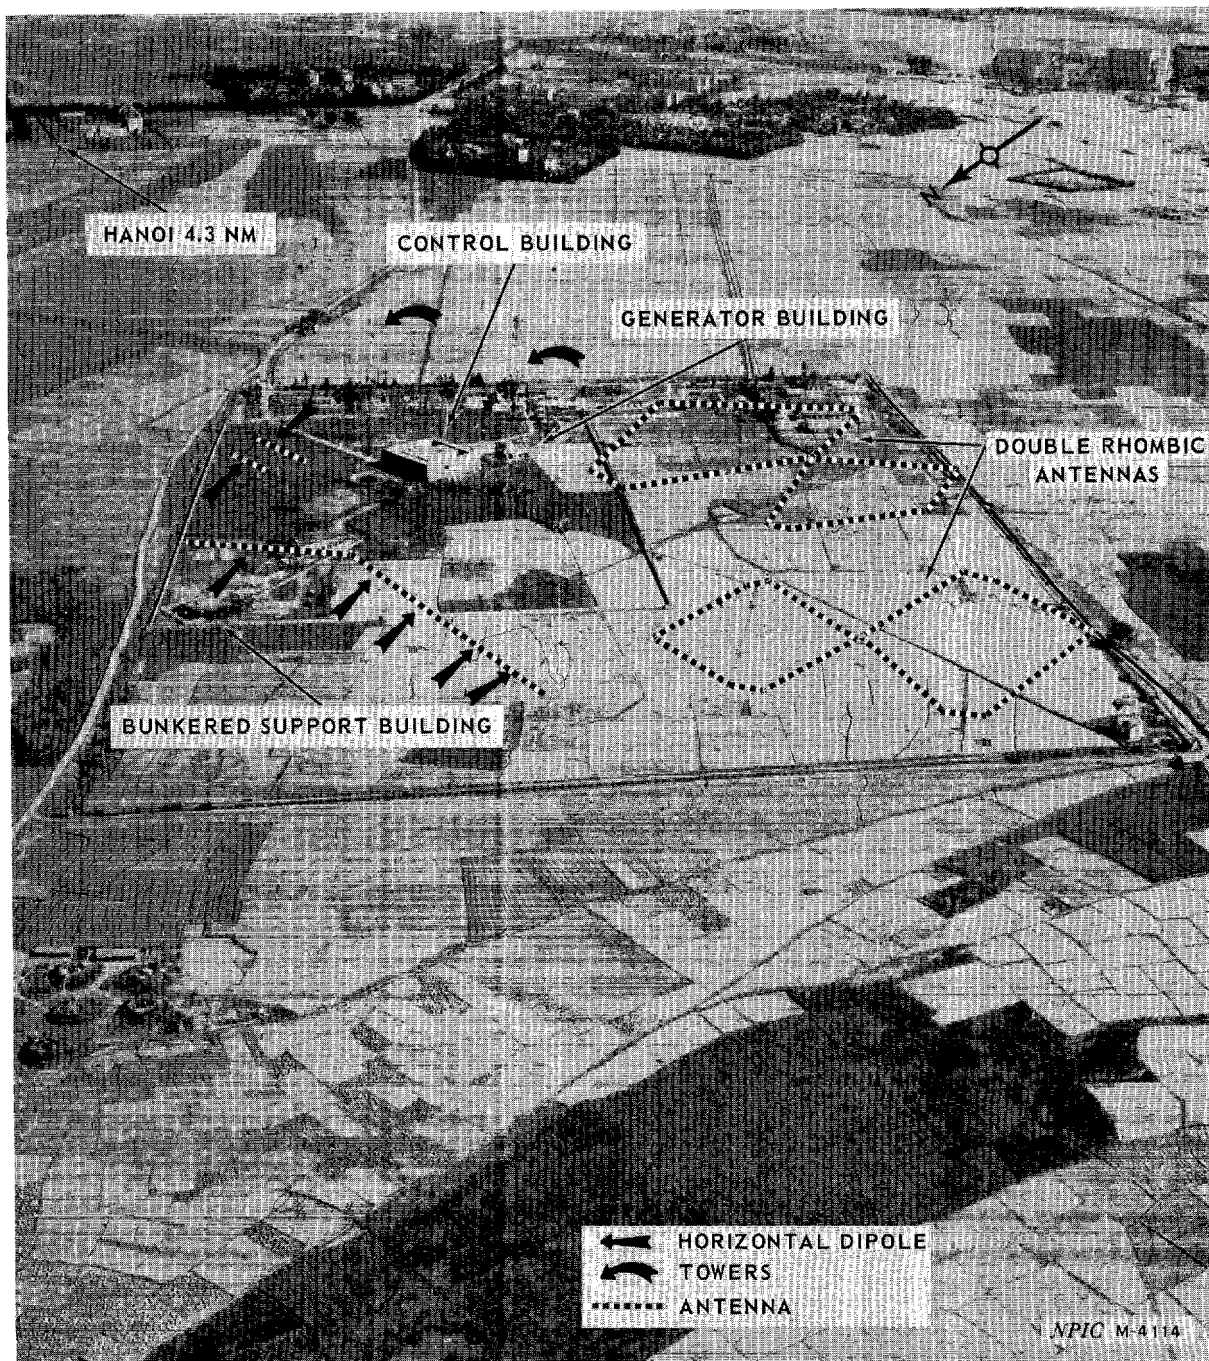 N
HANOI 4.3 NM
CONTROL BUILDING
GENERATOR BUILDING
DOUBLE RHOMBIC
ANTENNAS
BUNKERED SUPPORT BUILDING
HORIZONTAL DIPOLE
TOWERS
ANTENNA
NPIC M-4114